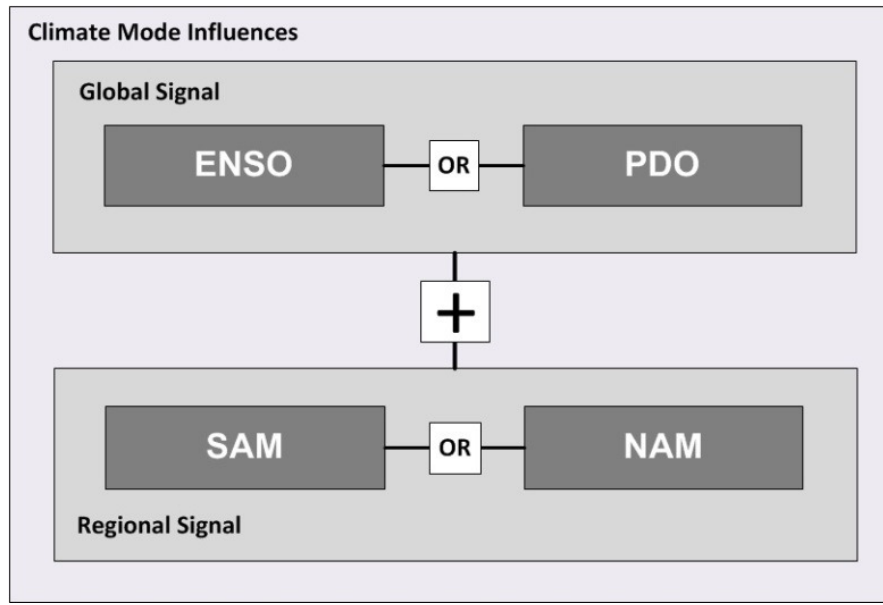 Climate Mode Influences
Global Signal
ENSO OR PDO
+
SAM OR NAM
Regional Signal